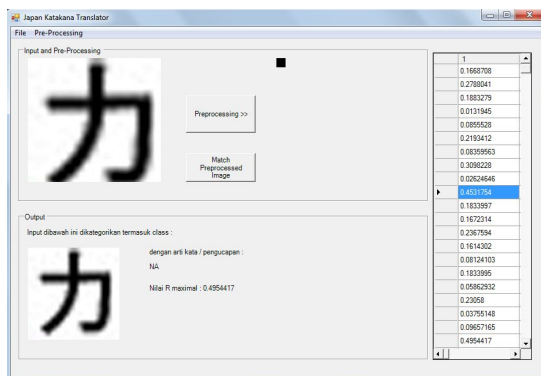 Japan Katakana Translator
File Pre-Processing
Input and Pre-Processing
カ
Preprocessing >>
Match
Preprocessed
Image
Output
Input dibawah ini dikategorikan termasuk class :
カ
dengan arti kata / pengucapan :
NA
Nilai R maximal : 0.4954417
1
0.1668708
0.2788041
0.1883279
0.0131945
0.0855528
0.2193412
0.08359563
0.3098228
0.02624646
0.4531754
0.1833997
0.1672314
0.2367594
0.1614302
0.08124103
0.1833995
0.05862932
0.23058
0.03755148
0.09657165
0.4954417